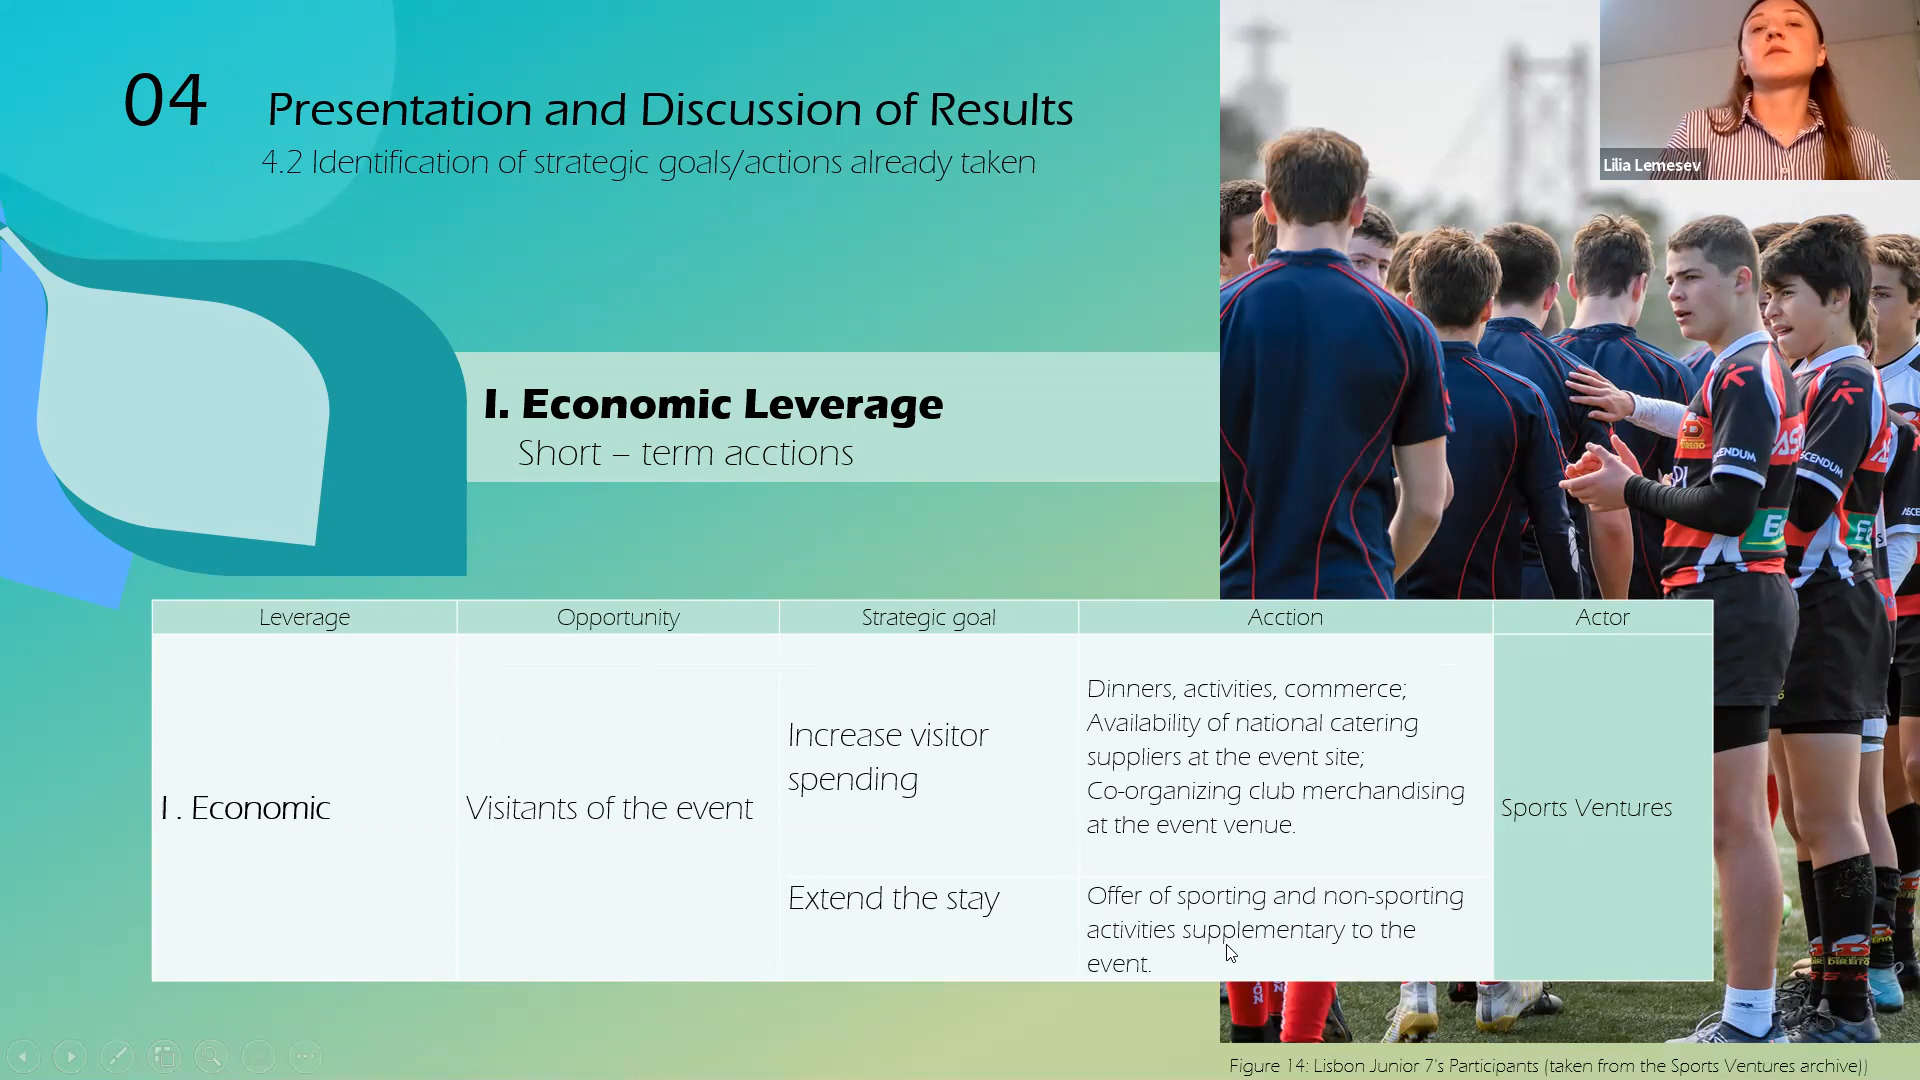 04 Presentation and Discussion of Results
4.2 Identification of strategic goals/actions already taken
Lilia Lemesev
I. Economic Leverage
Short – term acctions
Leverage Opportunity Strategic goal Acction Actor
I. Economic
Visitants of the event
Increase visitor
spending
Dinners, activities, commerce;
Availability of national catering
suppliers at the event site;
Co-organizing club merchandising
at the event venue.
Sports Ventures
Extend the stay
Offer of sporting and non-sporting
activities supplementary to the
event.
SCENDUM
SCENDUM
Figure 14: Lisbon Junior 7's Participants (taken from the Sports Ventures archive))